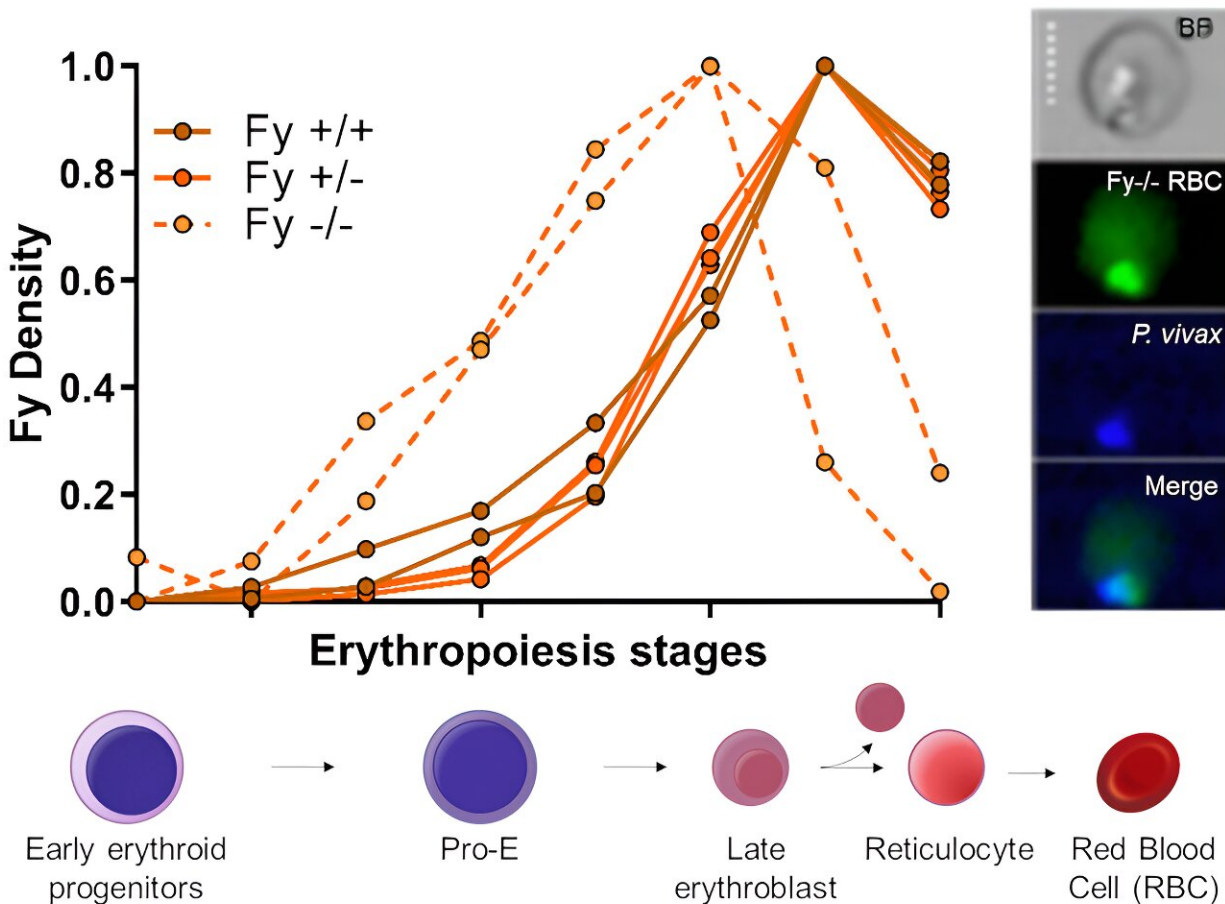 1.0
0.8
0.6
0.4
0.2
0.0
Fy Density
Fy +/+
Fy +/-
Fy -/-
Erythropoiesis stages
BF
Fy-/- RBC
P. vivax
Merge
Early erythroid
progenitors
Pro-E
Late
erythroblast
Reticulocyte
Red Blood
Cell (RBC)